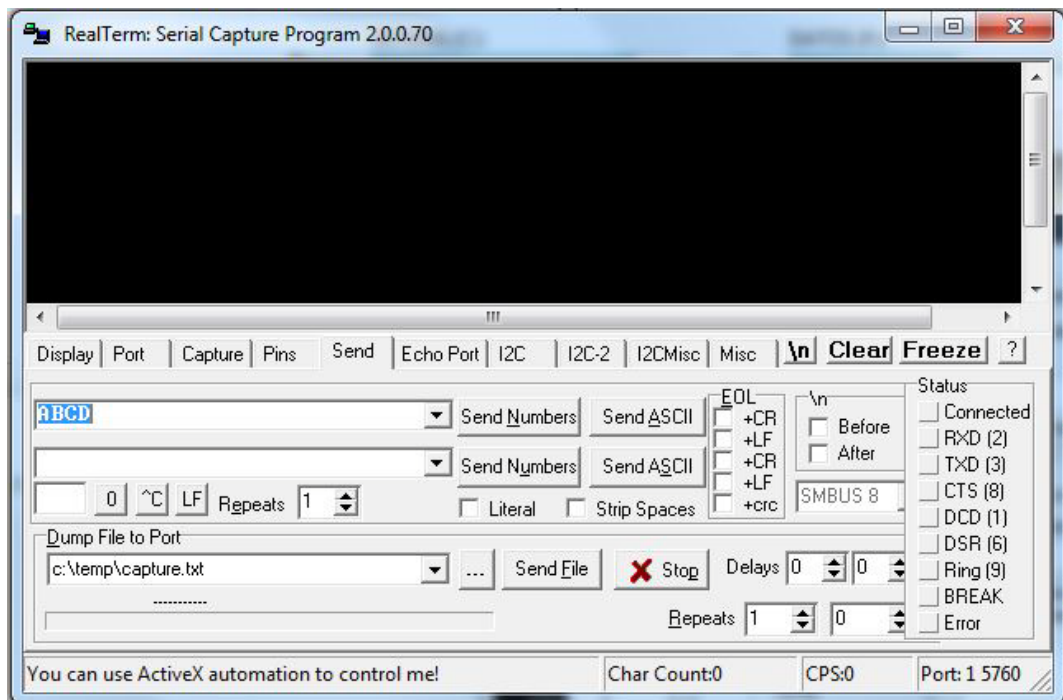 RealTerm: Serial Capture Program 2.0.0.70
Display Port Capture Pins Send Echo Port I2C I2C-2 I2CMisc Misc \n Clear Freeze ?
ABCD Send Numbers Send ASCII
Send Numbers Send ASCII
0 ^C LF Repeats 1 Literal Strip Spaces
EOL
+CR
+LF
+CR
+LF
+crc
\n
Before
After
SMBUS 8
Status
Connected
RXD (2)
TXD (3)
CTS (8)
DCD (1)
DSR (6)
Ring (9)
BREAK
Error
Dump File to Port
c:\temp\capture.txt ... Send File Stop Delays 0 0
-----------
Repeats 1 0
You can use ActiveX automation to control me! Char Count:0 CPS:0 Port: 1 5760